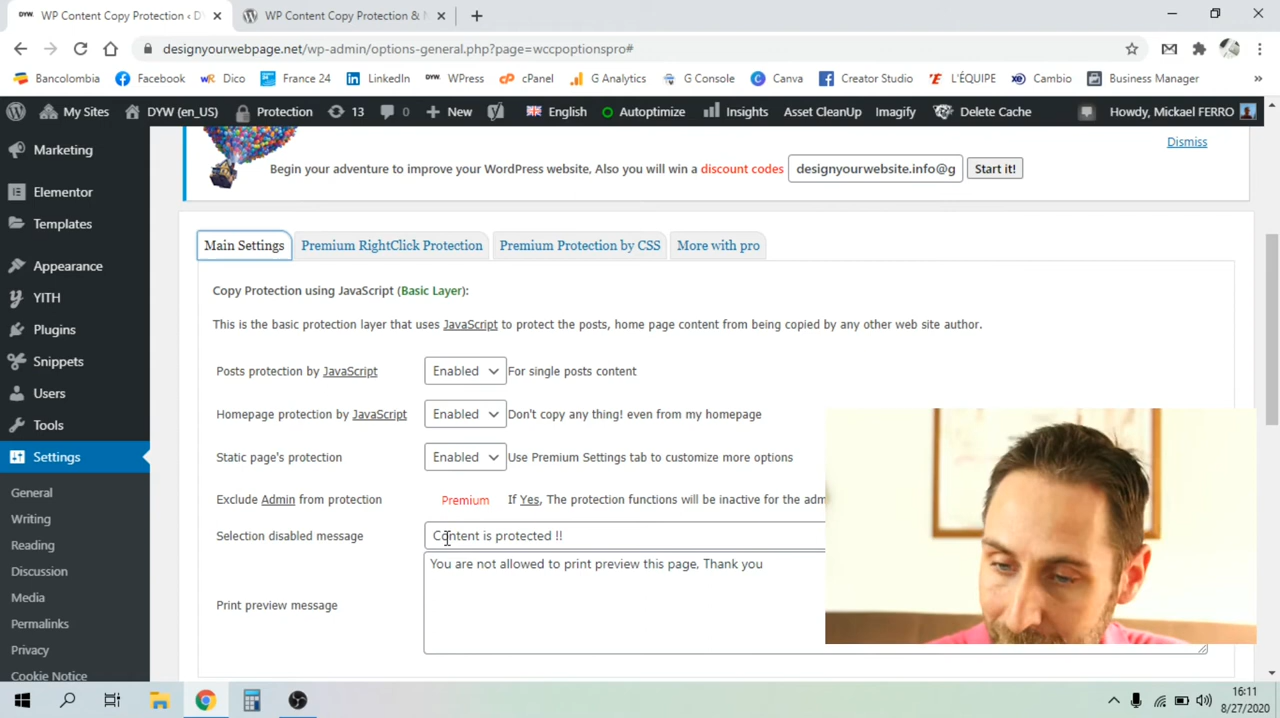 WP Content Copy Protection ‹ D
WP Content Copy Protection & N
designyourwebpage.net/wp-admin/options-general.php?page=wccpoptionspro#
Bancolombia Facebook Dico France 24 LinkedIn DYW. WPress cPanel G Analytics G Console Canva Creator Studio L'ÉQUIPE Cambio Business Manager »
My Sites DYW (en_US) Protection 13 0 New English Autoptimize Insights Asset CleanUp Imagify Delete Cache Howdy, Mickael FERRO
Marketing
Elementor
Templates
Appearance
YITH
Plugins
Snippets
Users
Tools
Settings
General
Writing
Reading
Discussion
Media
Permalinks
Privacy
Cookie Notice
Dismiss
Begin your adventure to improve your WordPress website, Also you will win a discount codes designyourwebsite.info@g Start it!
Main Settings Premium RightClick Protection Premium Protection by CSS More with pro
Copy Protection using JavaScript (Basic Layer):
This is the basic protection layer that uses JavaScript to protect the posts, home page content from being copied by any other web site author.
Posts protection by JavaScript Enabled For single posts content
Homepage protection by JavaScript Enabled Don't copy any thing! even from my homepage
Static page's protection Enabled Use Premium Settings tab to customize more options
Exclude Admin from protection Premium If Yes, The protection functions will be inactive for the adm
Selection disabled message Content is protected !!
You are not allowed to print preview this page, Thank you
Print preview message
16:11
8/27/2020